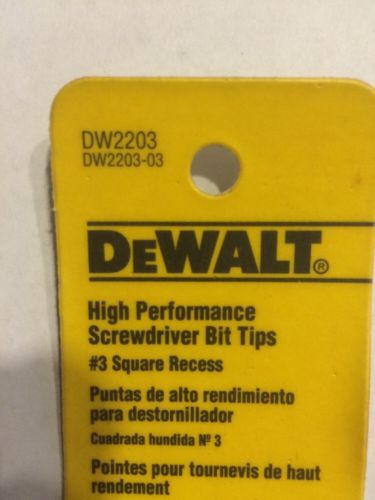 DW2203
DW2203-03
DEWALT®
High Performance
Screwdriver Bit Tips
#3 Square Recess
Puntas de alto rendimiento
para destornillador
Cuadrada hundida Nº 3
Pointes pour tournevis de haut
rendement